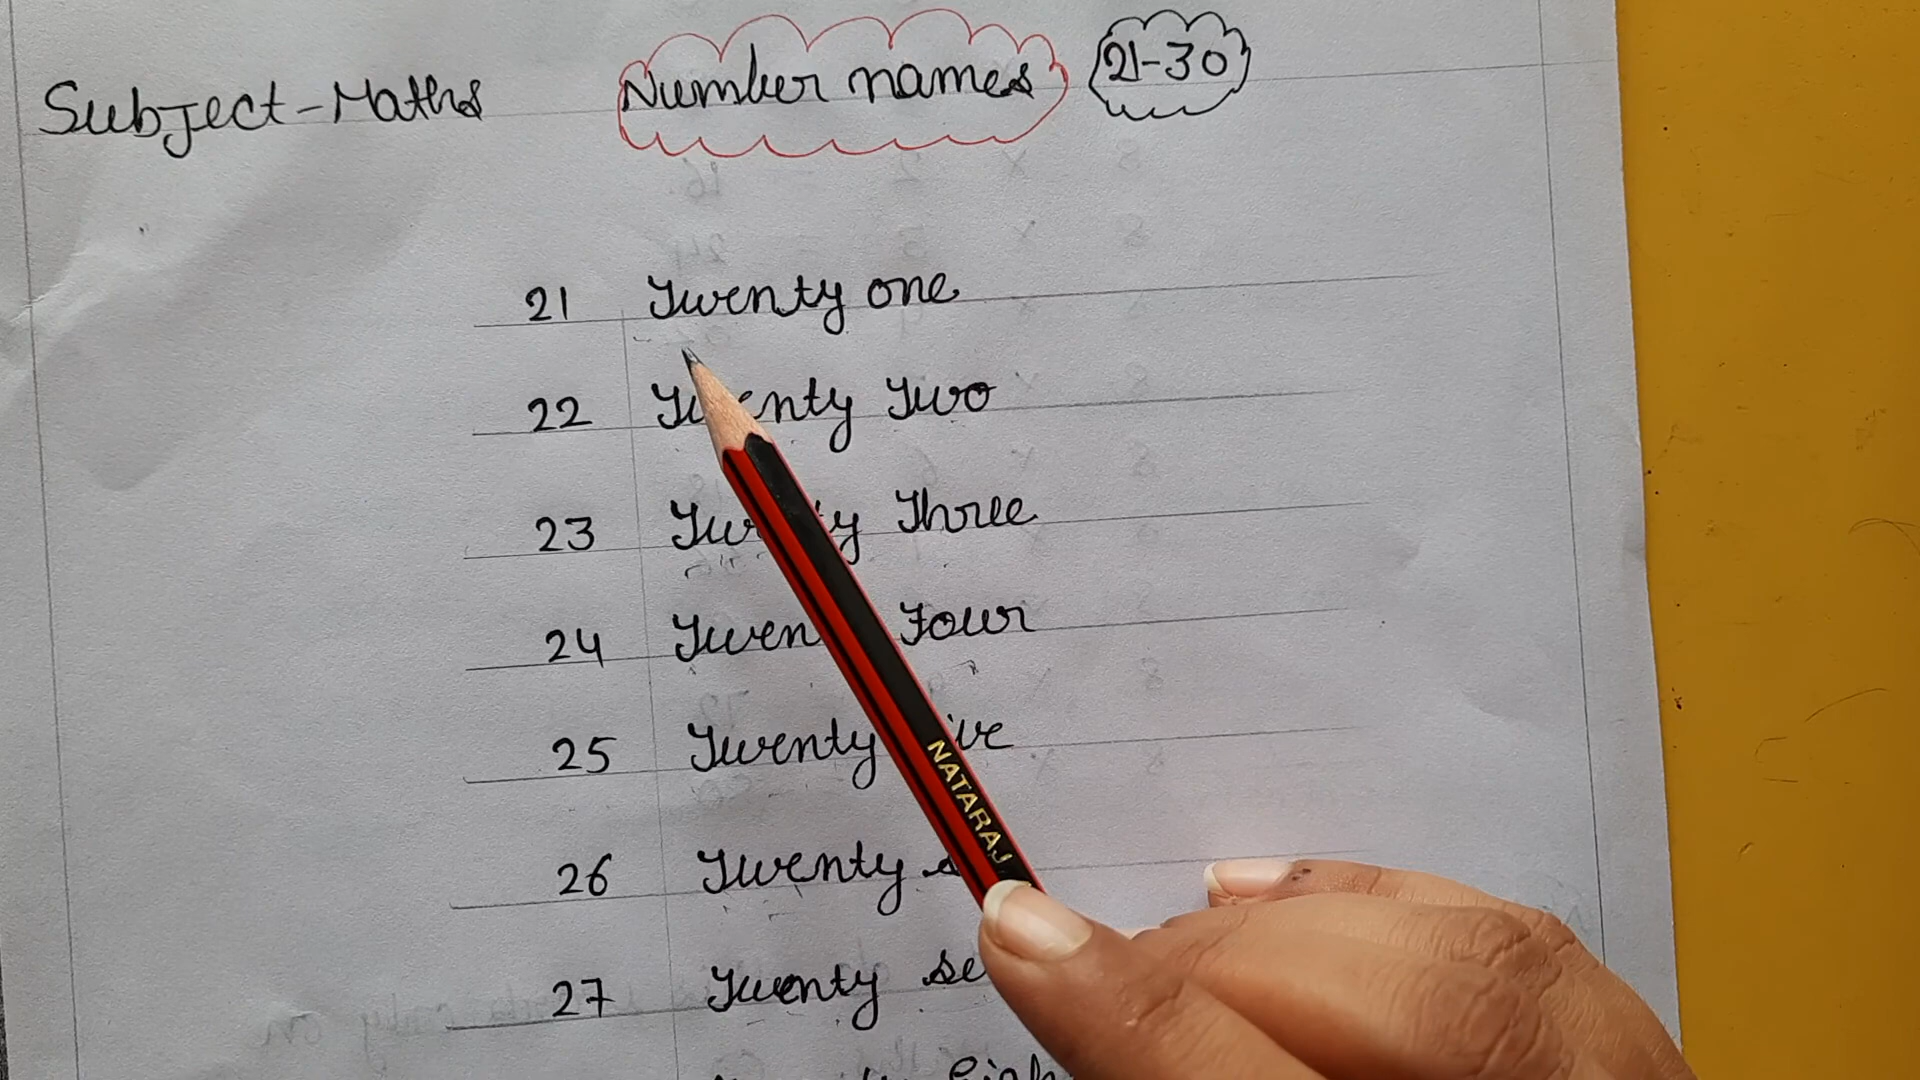 Subject-Maths Number names 21-30
21 Twenty one
22 Twenty Two
23 Three
24 Four
25 Twenty
26 Twenty
27 Twenty
NATARAJ